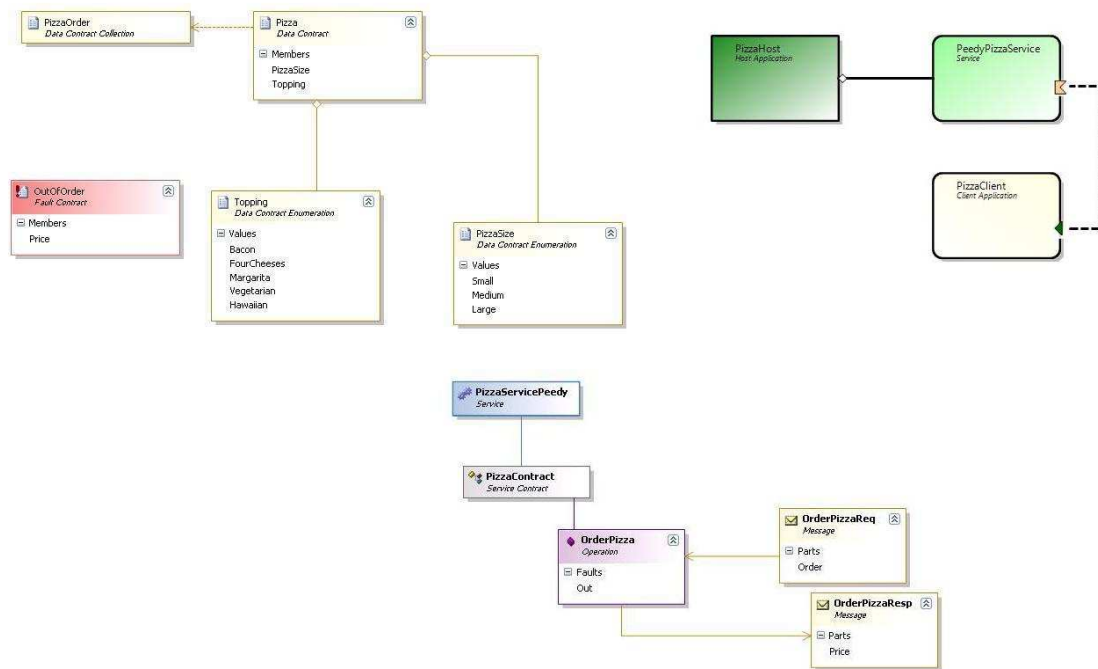 PizzaOrder
Data Contract Collection
Pizza
Data Contract
Members
PizzaSize
Topping
PizzaHost
Host Application
PeedyPizzaService
Service
OutOfOrder
Fault Contract
Members
Price
Topping
Data Contract Enumeration
Values
Bacon
FourCheeses
Margarita
Vegetarian
Hawaiian
PizzaSize
Data Contract Enumeration
Values
Small
Medium
Large
PizzaClient
Client Application
PizzaServicePeedy
Service
PizzaContract
Service Contract
OrderPizza
Operation
Faults
Out
OrderPizzaReq
Message
Parts
Order
OrderPizzaResp
Message
Parts
Price